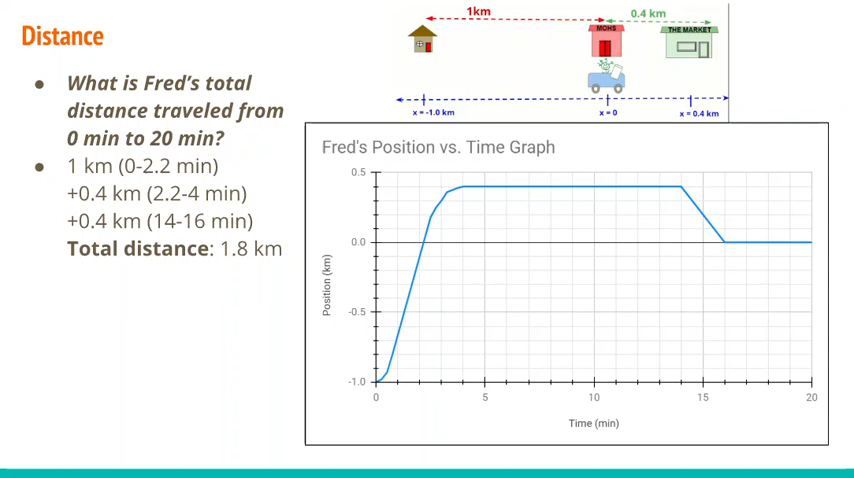 Distance
● What is Fred's total
distance traveled from
0 min to 20 min?
● 1 km (0-2.2 min)
+0.4 km (2.2-4 min)
+0.4 km (14-16 min)
Total distance: 1.8 km
1km
0.4 km
MOHS
THE MARKET
x = -1.0 km
x = 0
x = 0.4 km
Fred's Position vs. Time Graph
0.5
0.0
-0.5
-1.0
Position (km)
0
5
10
15
20
Time (min)